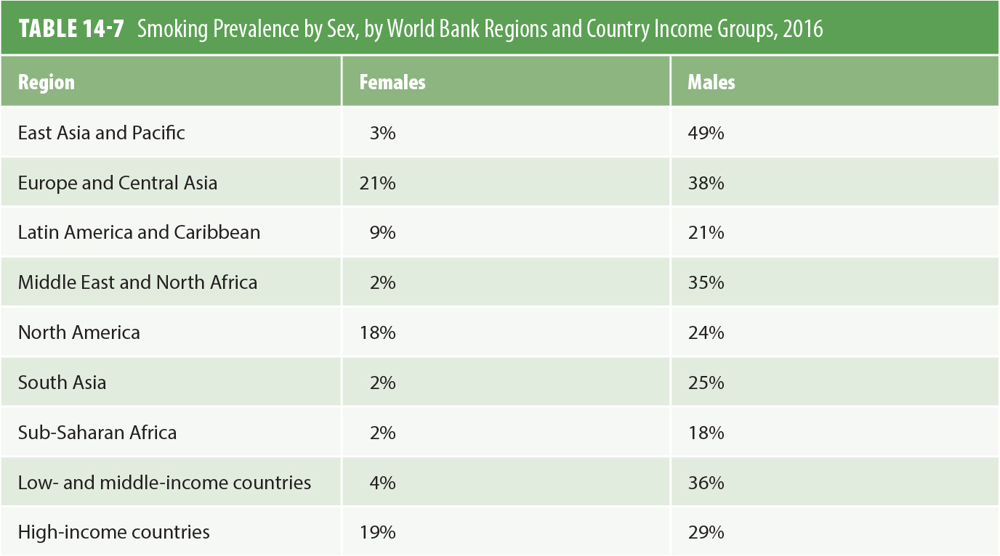 TABLE 14-7 Smoking Prevalence by Sex, by World Bank Regions and Country Income Groups, 2016
Region Females Males
East Asia and Pacific 3% 49%
Europe and Central Asia 21% 38%
Latin America and Caribbean 9% 21%
Middle East and North Africa 2% 35%
North America 18% 24%
South Asia 2% 25%
Sub-Saharan Africa 2% 18%
Low- and middle-income countries 4% 36%
High-income countries 19% 29%